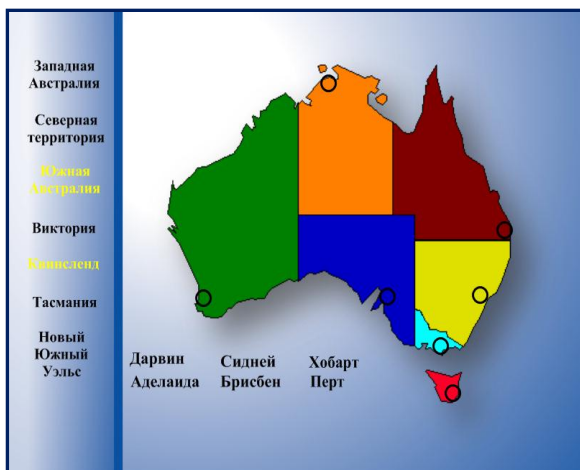 Западная
Австралия
Северная
территория
Южная
Австралия
Виктория
Квинсленд
Тасмания
Новый
Южный
Уэльс
Дарвин Сидней Хобарт
Аделаида Брисбен Перт